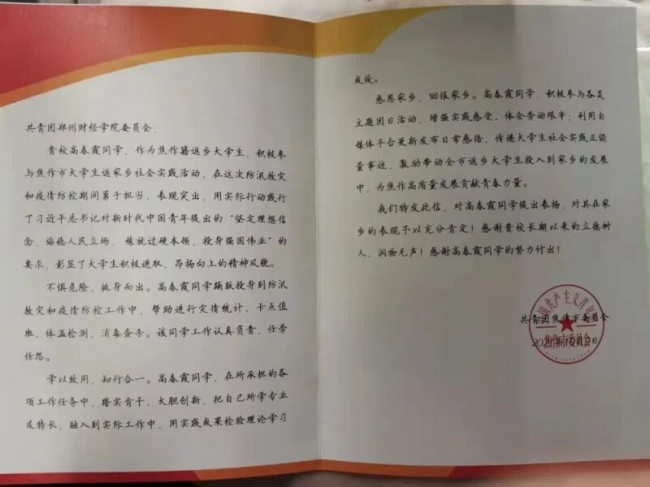 共青团郑州财经学院委员会:
贵校高春霞同学,作为焦作籍返乡大学生,积极参
与焦作市大学生返家乡社会实践活动,在这次防汛救灾
和疫情防控期间勇于担当、表现突出,用实际行动践行
了习近平总书记对新时代中国青年提出的“坚定理想信
念、站稳人民立场、练就过硬本领、投身强国伟业”的
要求,彰显了大学生积极进取、昂扬向上的精神风貌。
不惧危险、挺身而出。高春霞同学踊跃投身到防汛
救灾和疫情防控工作中,帮助进行灾情统计、卡点值
班、体温检测、消毒查杀。该同学工作认真负责,任劳
任怨。
学以致用、知行合一。高春霞同学,在所承担的各
项工作任务中,踏实肯干、大胆创新,把自己所学专业
及特长,融入到实际工作中,用实践成果检验理论学习
成效。
感恩家乡、回报家乡。高春霞同学,积极参与各类
主题团日活动,增强实践感受、体会劳动艰辛;利用自
媒体平台更新发布日常感悟,传递大学生社会实践正能
量事迹,激励带动全市返乡大学生投入到家乡的发展
中,为焦作高质量发展贡献青春力量。
我们特发此信,对高春霞同学提出表扬,对其在家
乡的表现予以充分肯定!感谢贵校长期以来的立德树
人、润物无声!感谢高春霞同学的努力付出!
共青团焦作市委员会